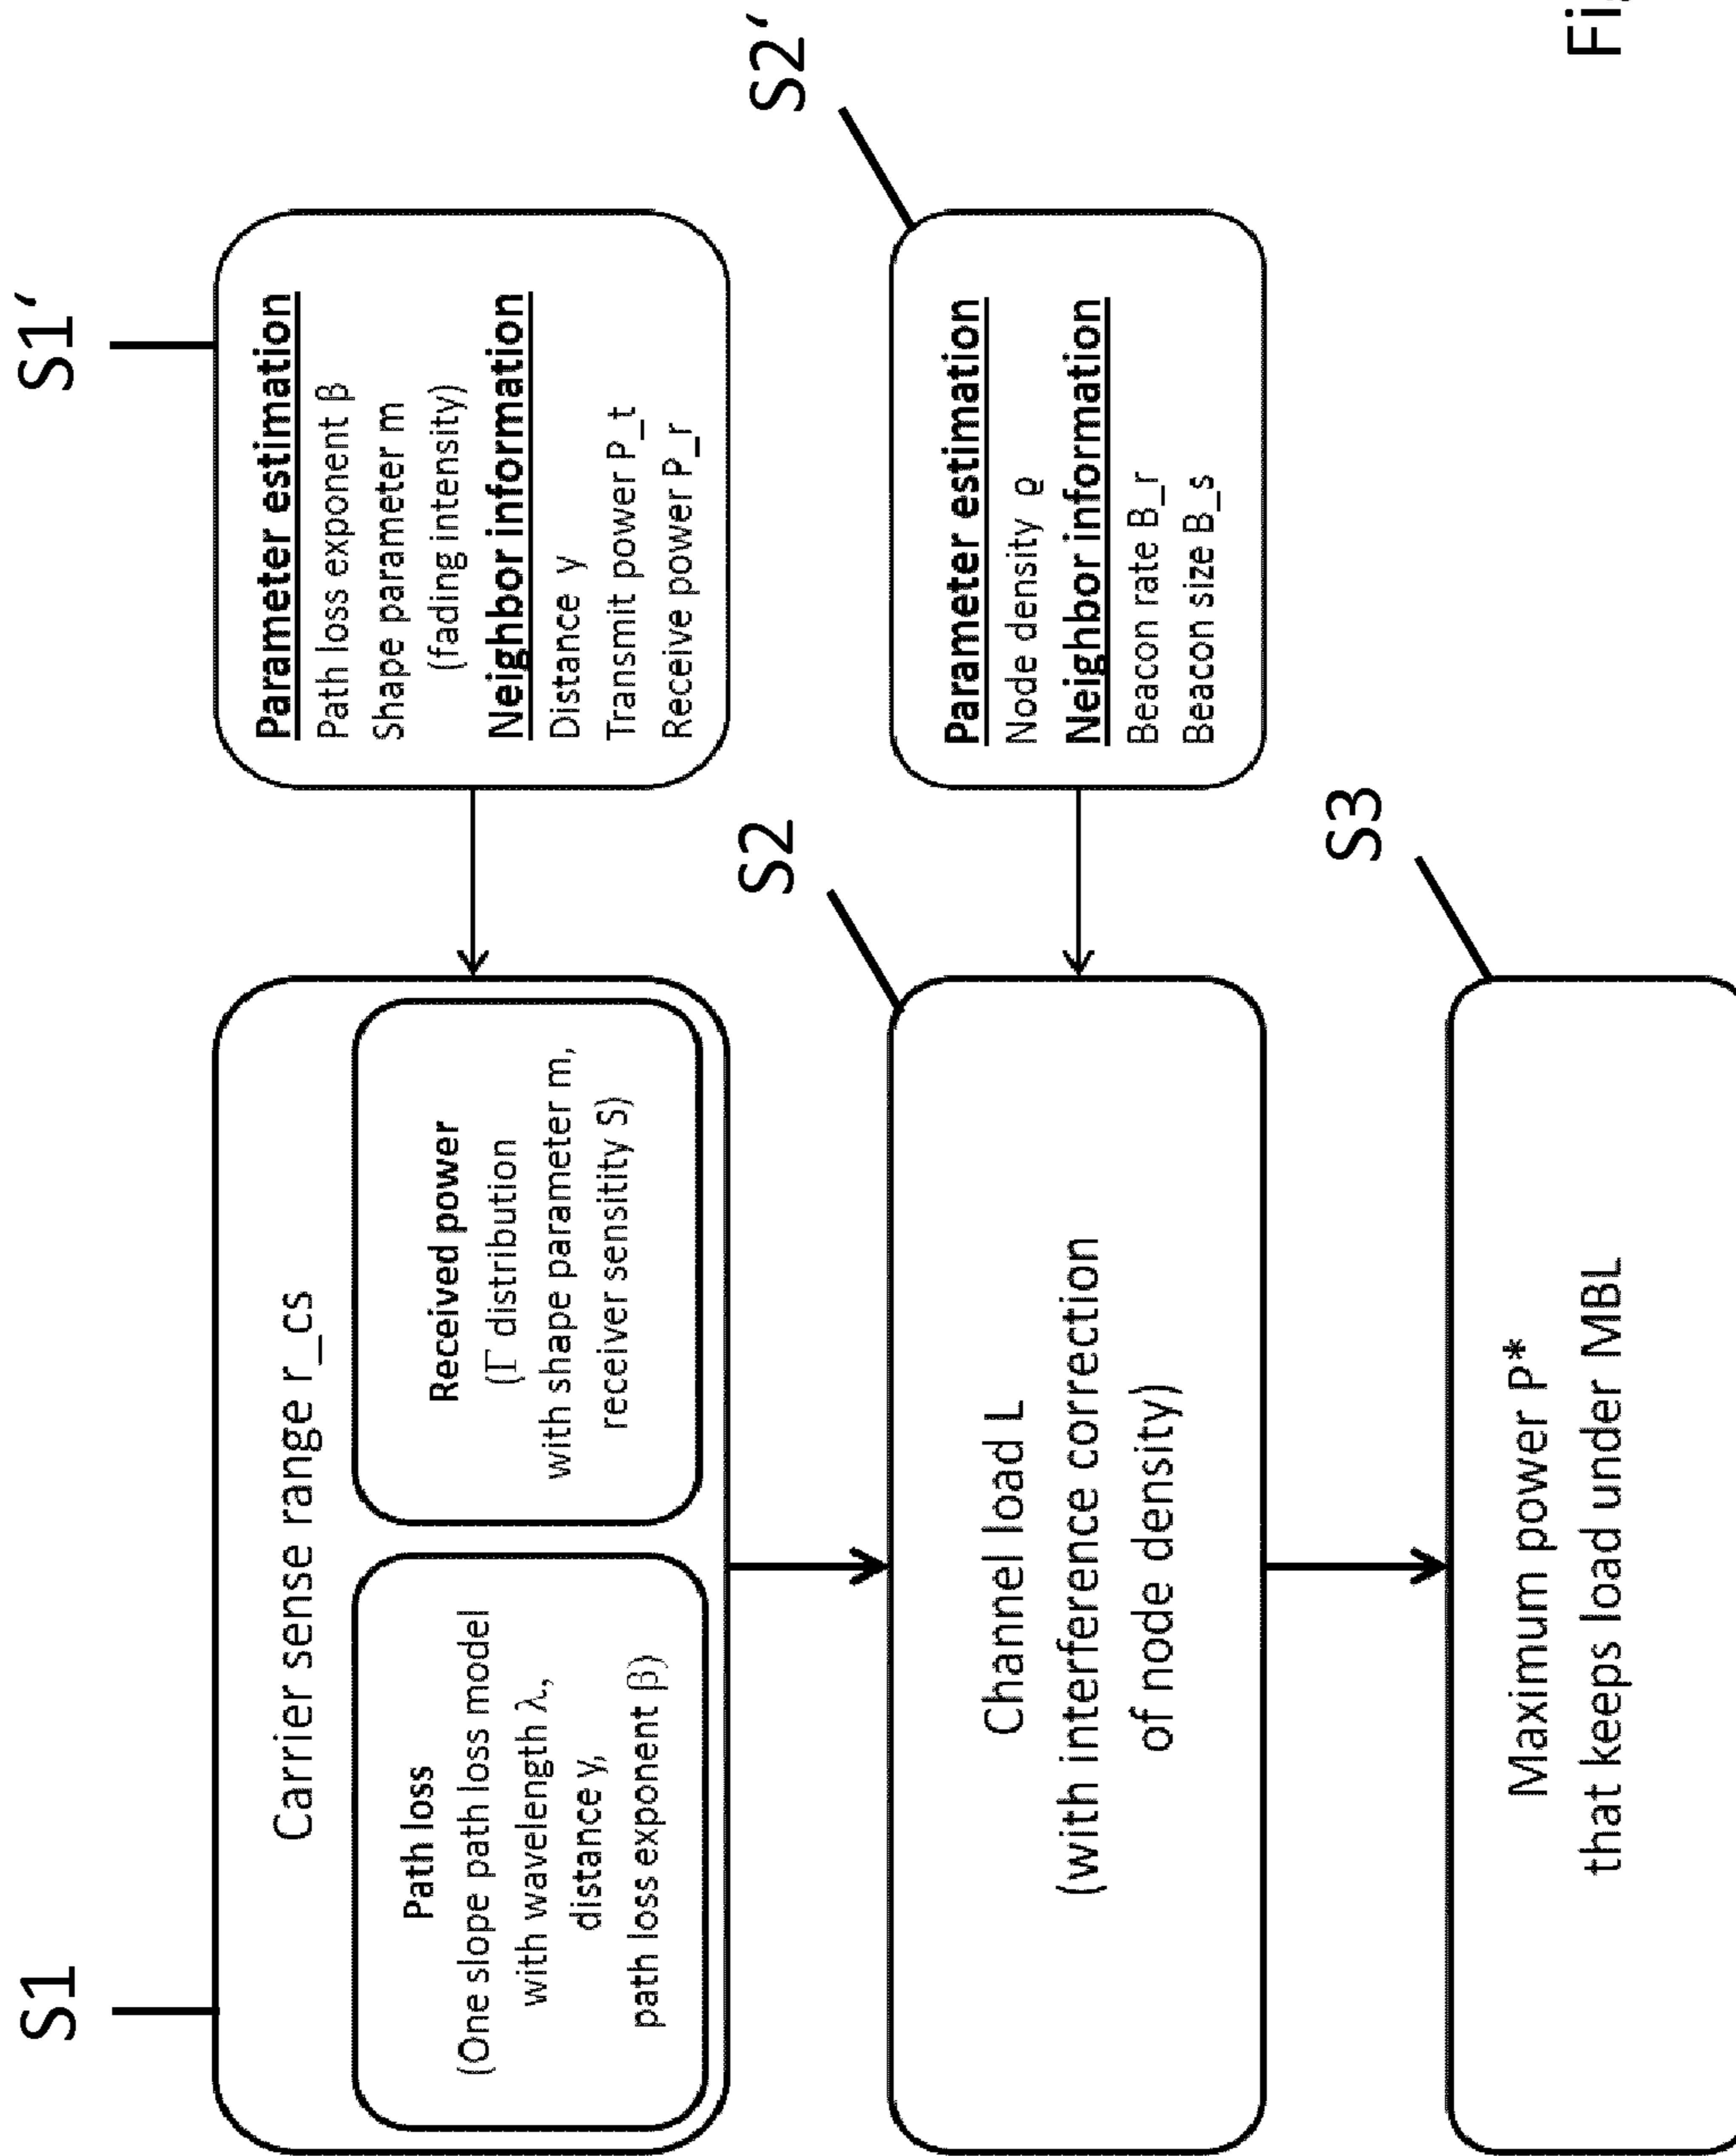 S1
S1‘
Carrier sense range r_cs
Path loss
(One slope path loss model
with wavelength λ,
distance y,
path loss exponent β)
Received power
(Γ distribution
with shape parameter m,
receiver sensitity S)
Parameter estimation
Path loss exponent β
Shape parameter m
(fading intensity)
Neighbor information
Distance y
Transmit power P_t
Receive power P_r
S2
S2‘
Channel load L
(with interference correction
of node density)
Parameter estimation
Node density ϱ
Neighbor information
Beacon rate B_r
Beacon size B_s
S3
Maximum power P*
that keeps load under MBL